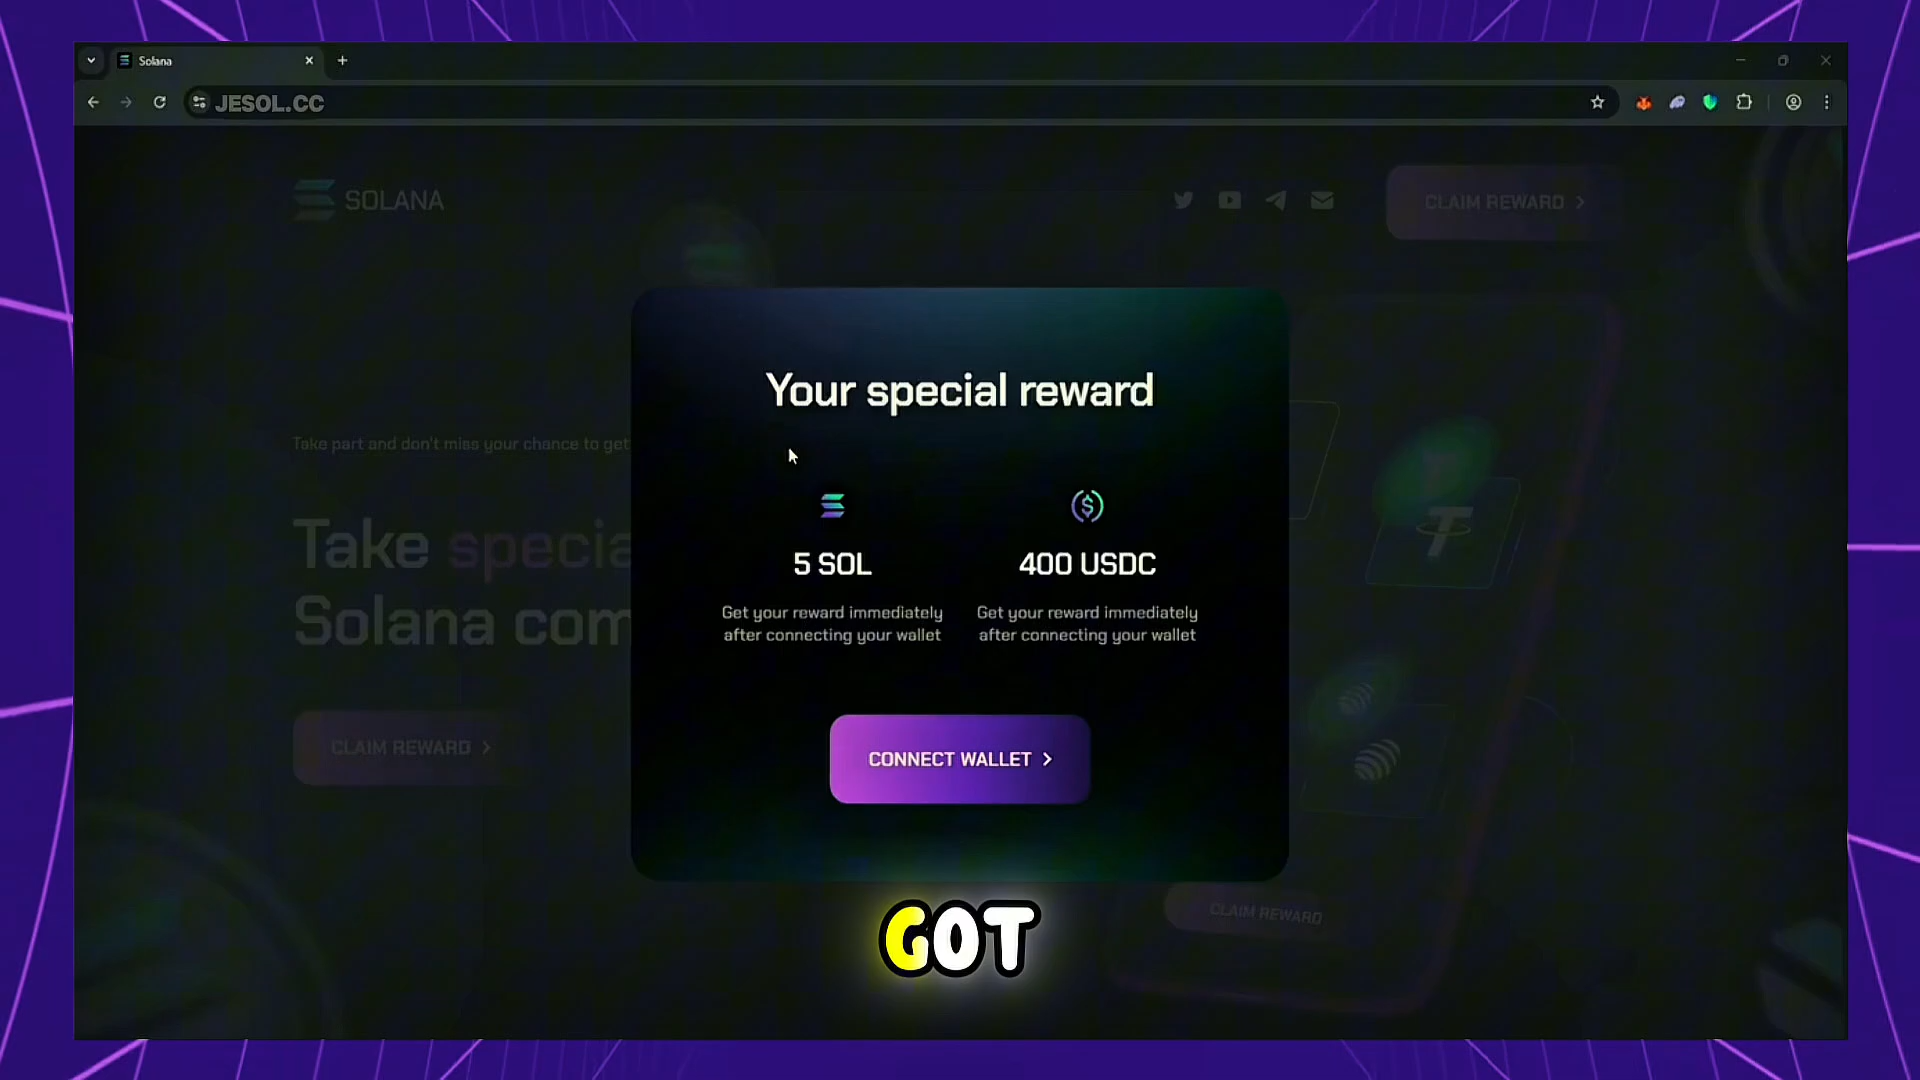 Solana
JESOL.CC
SOLANA
CLAIM REWARD
Your special reward
Take part and don't miss your chance to get
5 SOL
400 USDC
Get your reward immediately
after connecting your wallet
Get your reward immediately
after connecting your wallet
Take specia
Solana com
CLAIM REWARD
CONNECT WALLET
CLAIM REWARD
GOT